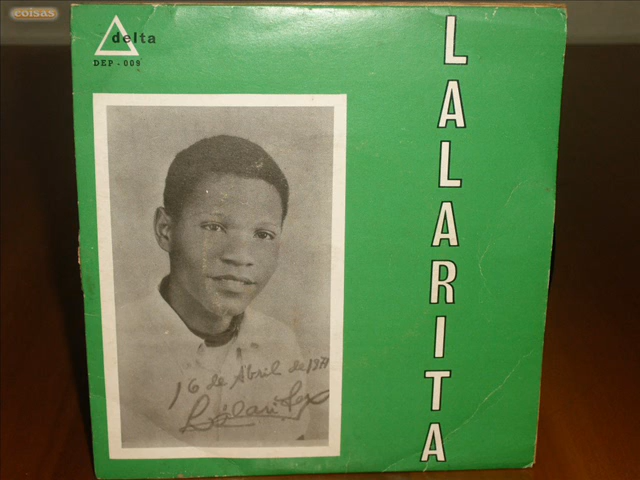 coisas
delta
DEP - 009
LALARITA
16 de Abril de 1971